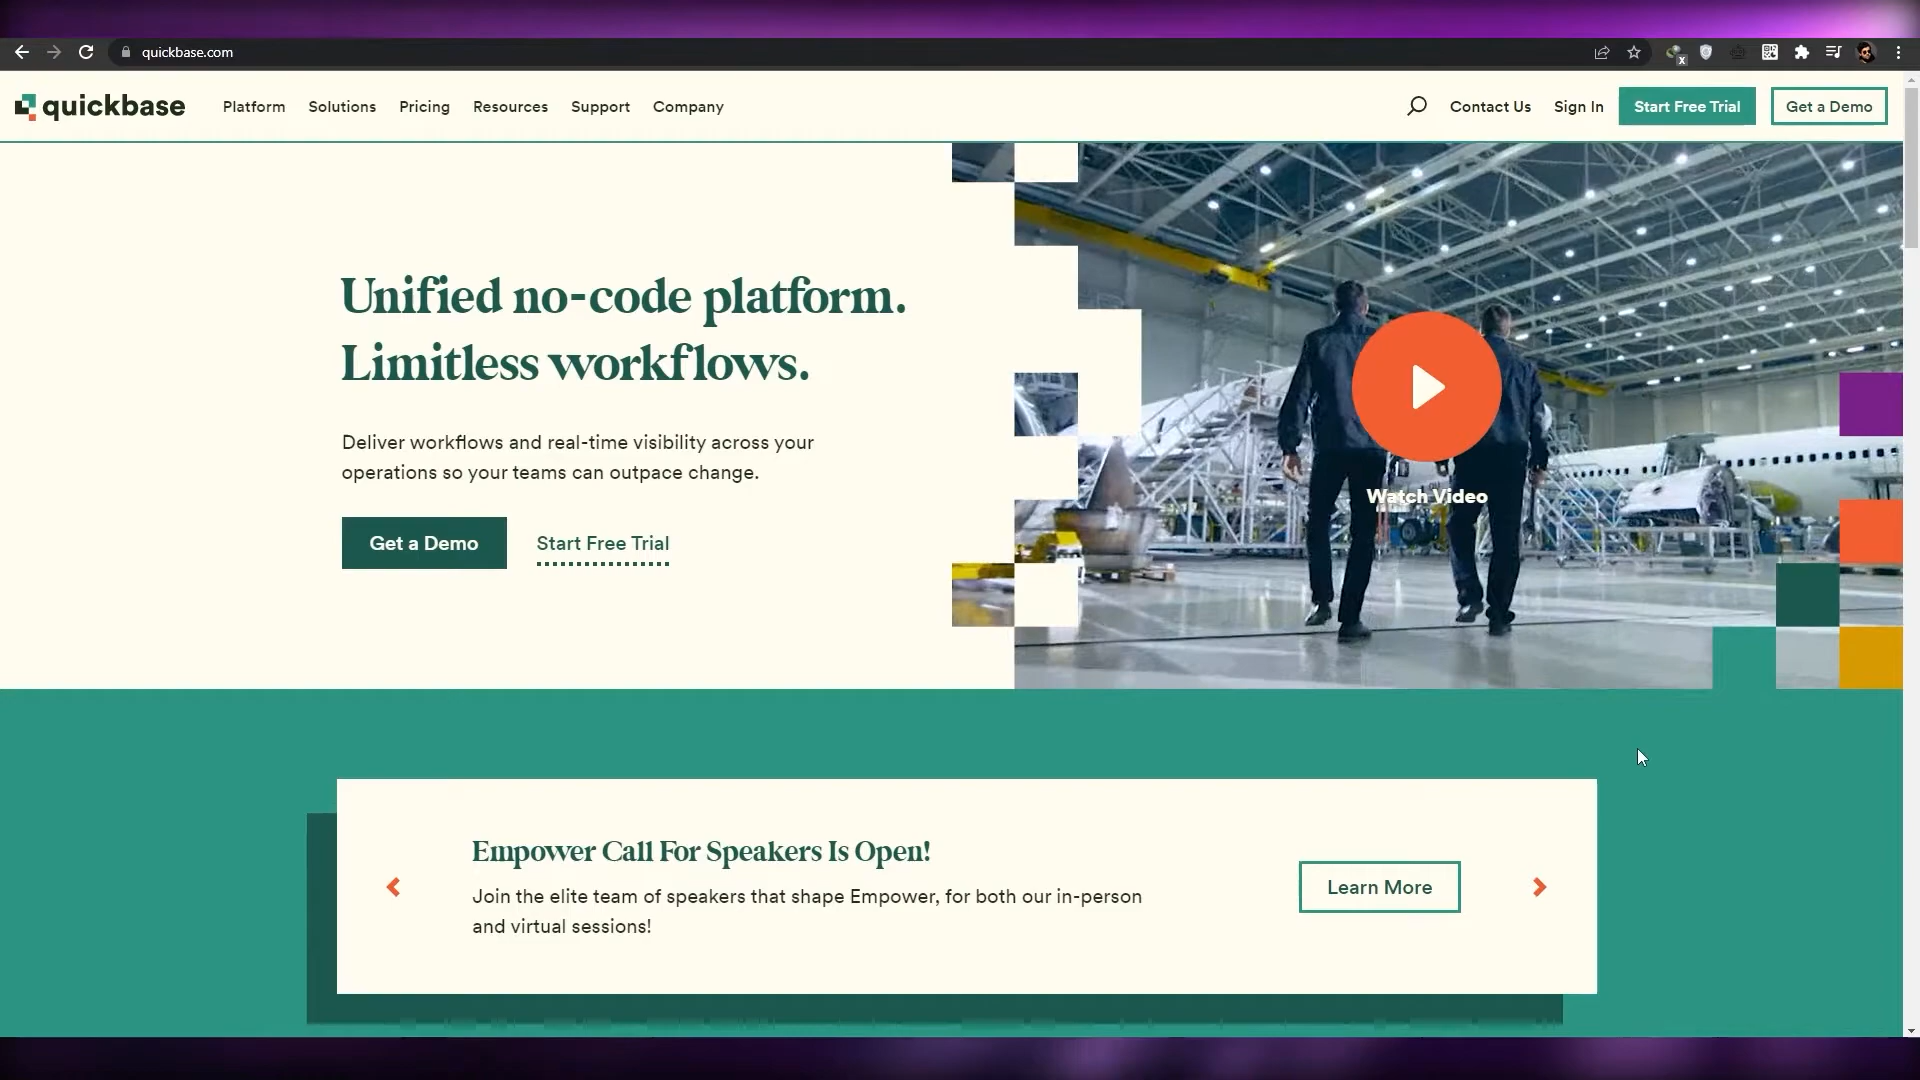 quickbase.com
quickbase
Platform
Solutions
Pricing
Resources
Support
Company
Contact Us
Sign In
Start Free Trial
Get a Demo
Unified no-code platform.
Limitless workflows.
Deliver workflows and real-time visibility across your
operations so your teams can outpace change.
Get a Demo
Start Free Trial
Watch Video
Empower Call For Speakers Is Open!
Join the elite team of speakers that shape Empower, for both our in-person
and virtual sessions!
Learn More